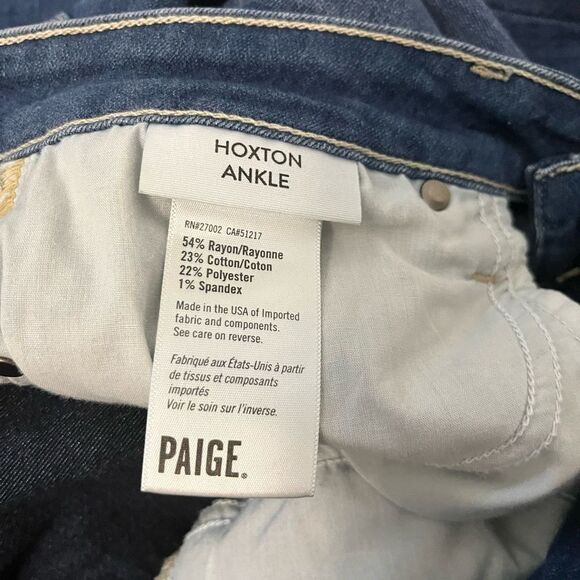 HOXTON
ANKLE
RN#27002 CA#51217
54% Rayon/Rayonne
23% Cotton/Coton
22% Polyester
1% Spandex
Made in the USA of Imported
fabric and components.
See care on reverse.
Fabriqué aux États-Unis à partir
de tissus et composants
importés
Voir le soin sur l'inverse.
PAIGE®